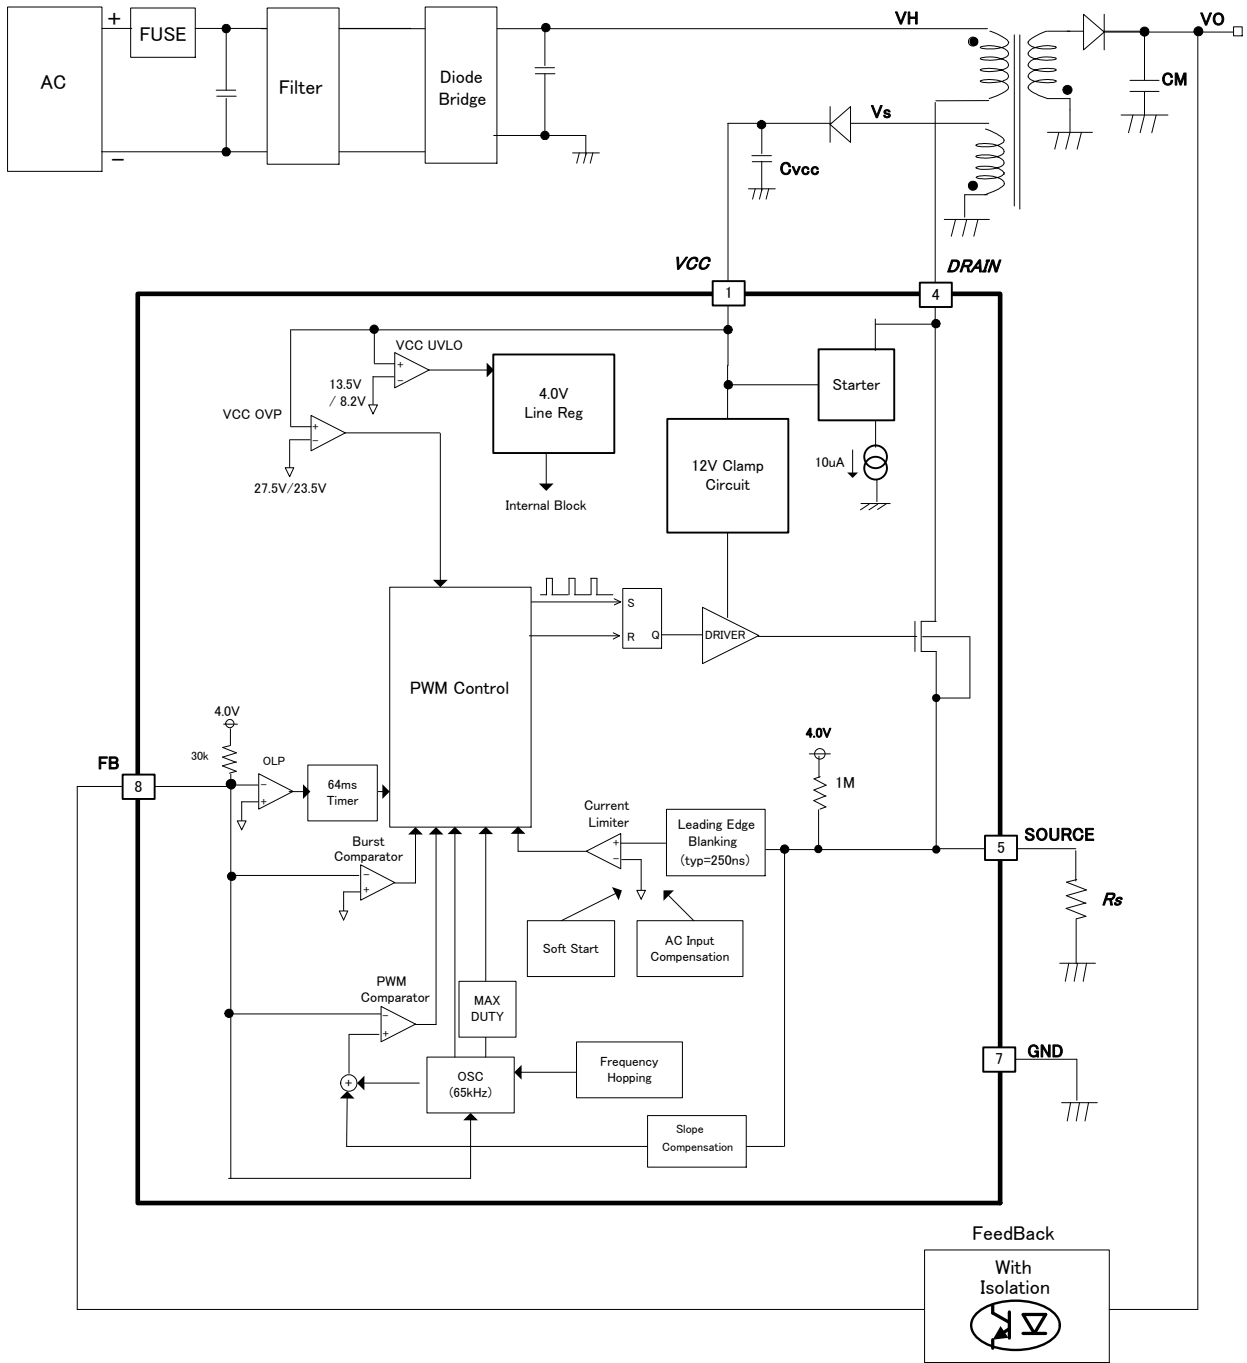 +
FUSE
AC
Filter
Diode
Bridge
−
VH
VO
CM
Vs
Cvcc
VCC
DRAIN
1
4
VCC UVLO
+
−
13.5V
/ 8.2V
4.0V
Line Reg
Starter
VCC OVP
+
−
27.5V/23.5V
Internal Block
12V Clamp
Circuit
10uA
S
R
Q
DRIVER
PWM Control
4.0V
30k
OLP
FB
8
−
+
64ms
Timer
4.0V
1M
Current
Limiter
+
−
Leading Edge
Blanking
(typ=250ns)
SOURCE
5
Rs
Burst
Comparator
−
+
Soft Start
AC Input
Compensation
PWM
Comparator
−
+
MAX
DUTY
+
OSC
(65kHz)
Frequency
Hopping
7
GND
Slope
Compensation
FeedBack
With
Isolation